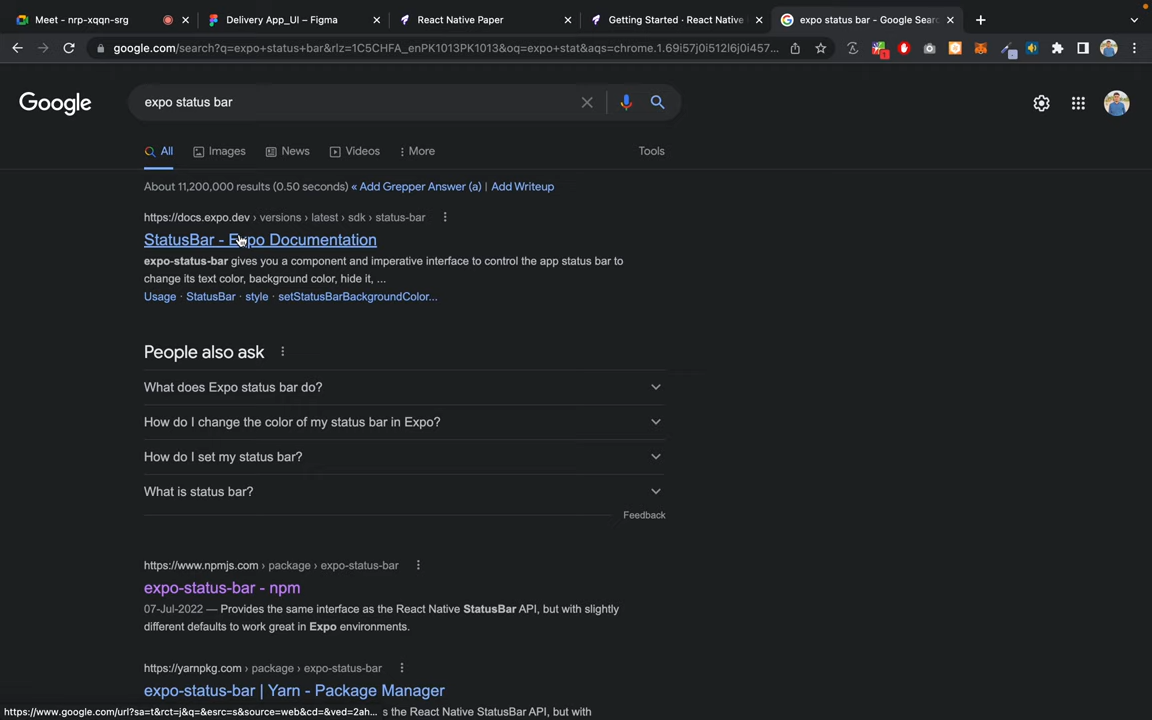 Meet - nrp-xqqn-srg
Delivery App_UI – Figma
React Native Paper
Getting Started · React Native
expo status bar - Google Sear
google.com/search?q=expo+status+bar&rlz=1C5CHFA_enPK1013PK1013&oq=expo+stat&aqs=chrome.1.69i57j0i512l6j0i457...
Google
expo status bar
All
Images
News
Videos
More
Tools
About 11,200,000 results (0.50 seconds) « Add Grepper Answer (a) | Add Writeup
https://docs.expo.dev › versions › latest › sdk › status-bar
StatusBar - Expo Documentation
expo-status-bar gives you a component and imperative interface to control the app status bar to
change its text color, background color, hide it, ...
Usage · StatusBar · style · setStatusBarBackgroundColor...
People also ask
What does Expo status bar do?
How do I change the color of my status bar in Expo?
How do I set my status bar?
What is status bar?
Feedback
https://www.npmjs.com › package › expo-status-bar
expo-status-bar - npm
07-Jul-2022 — Provides the same interface as the React Native StatusBar API, but with slightly
different defaults to work great in Expo environments.
https://yarnpkg.com › package › expo-status-bar
expo-status-bar | Yarn - Package Manager
https://www.google.com/url?sa=t&rct=j&q=&esrc=s&source=web&cd=&ved=2ah...
s the React Native StatusBar API, but with